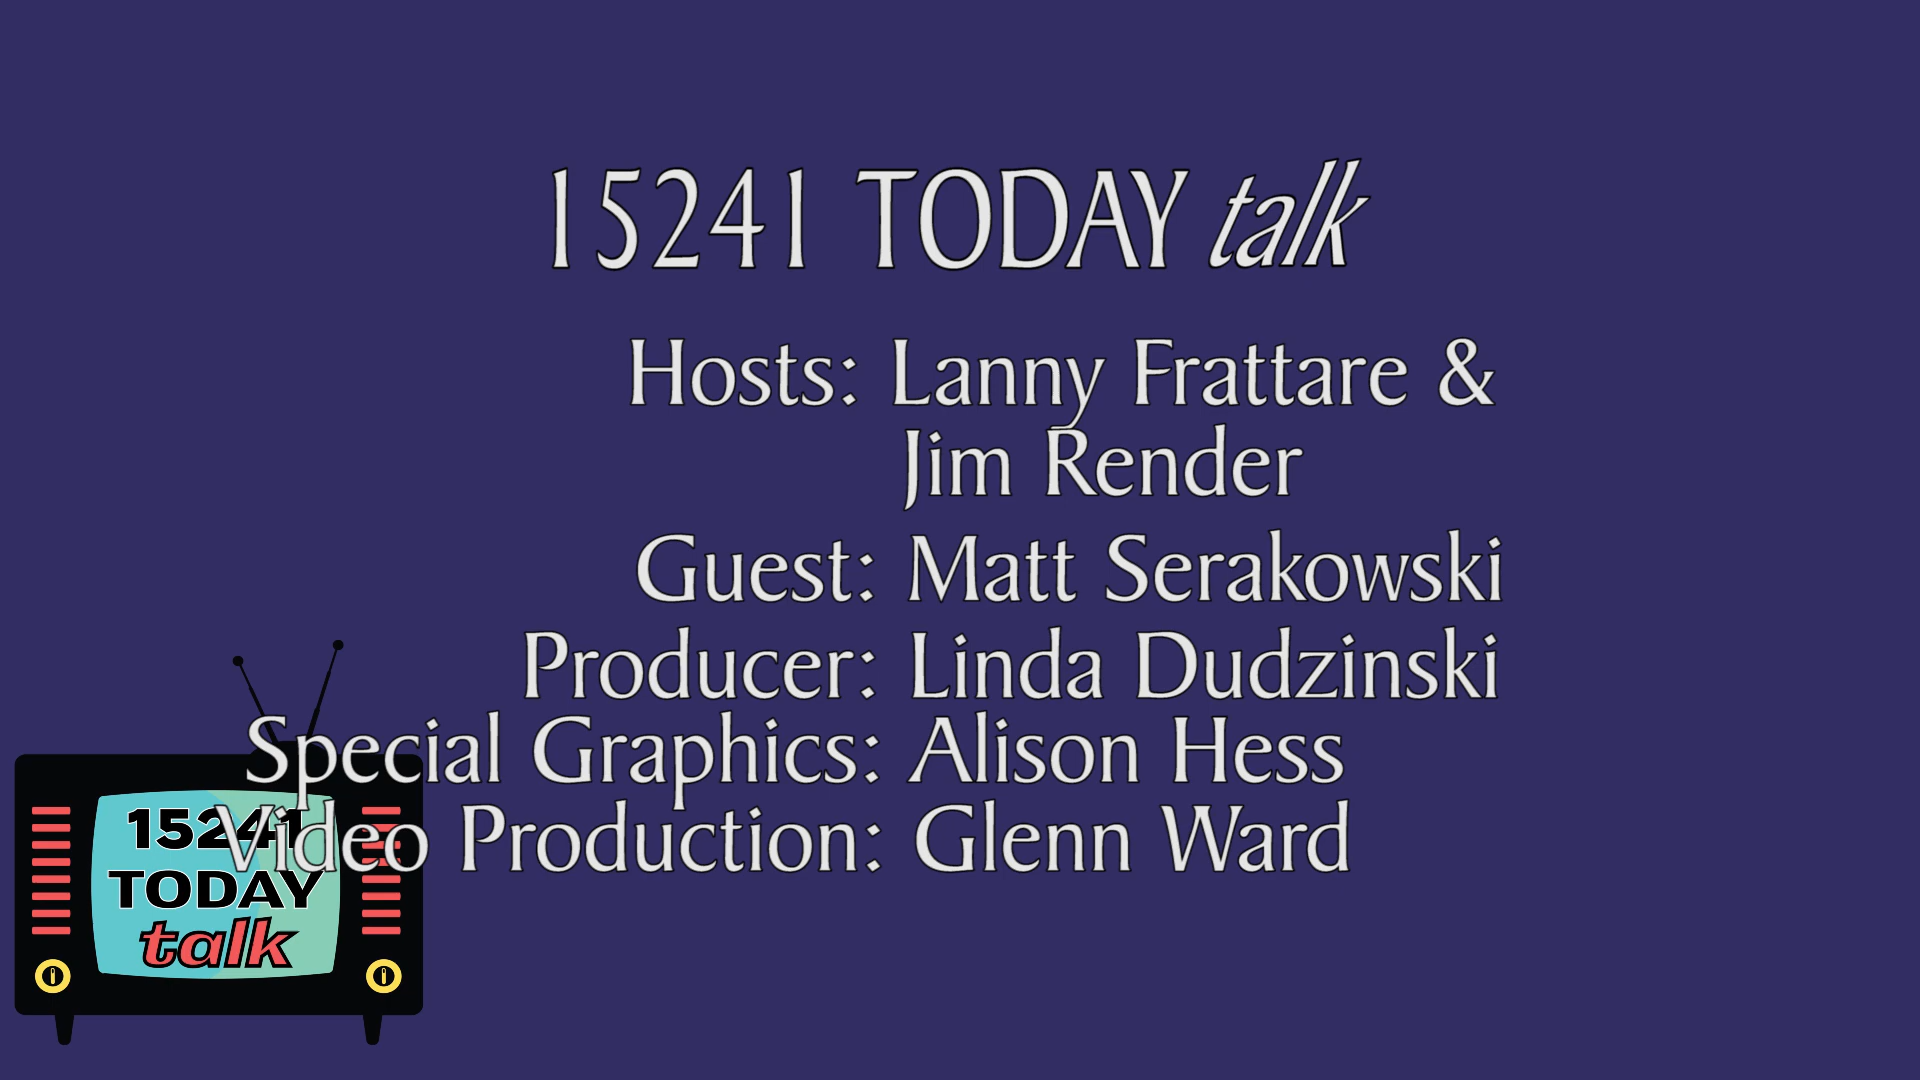 15241 TODAY talk
Hosts: Lanny Frattare &
Jim Render
Guest: Matt Serakowski
Producer: Linda Dudzinski
Special Graphics: Alison Hess
Video Production: Glenn Ward
15241
TODAY
talk